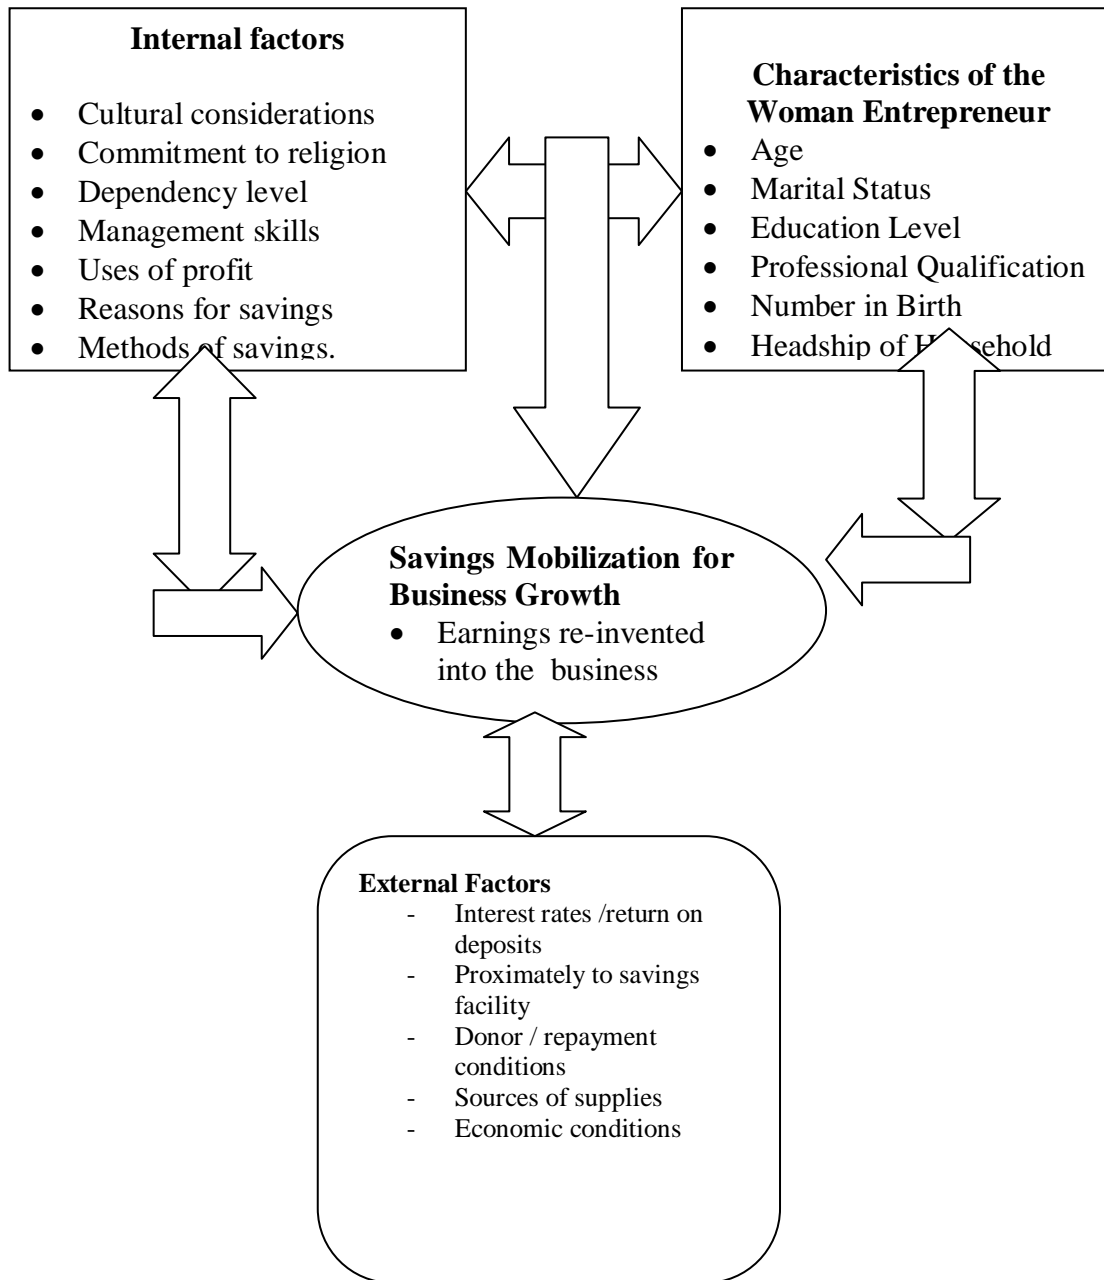 Internal factors
• Cultural considerations
• Commitment to religion
• Dependency level
• Management skills
• Uses of profit
• Reasons for savings
• Methods of savings.
Characteristics of the
Woman Entrepreneur
• Age
• Marital Status
• Education Level
• Professional Qualification
• Number in Birth
• Headship of Household
Savings Mobilization for
Business Growth
• Earnings re-invented
into the business
External Factors
- Interest rates /return on
deposits
- Proximately to savings
facility
- Donor / repayment
conditions
- Sources of supplies
- Economic conditions